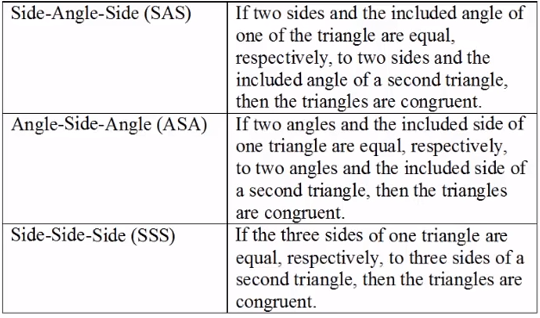 Side-Angle-Side (SAS)
If two sides and the included angle of
one of the triangle are equal,
respectively, to two sides and the
included angle of a second triangle,
then the triangles are congruent.
Angle-Side-Angle (ASA)
If two angles and the included side of
one triangle are equal, respectively,
to two angles and the included side of
a second triangle, then the triangles
are congruent.
Side-Side-Side (SSS)
If the three sides of one triangle are
equal, respectively, to three sides of a
second triangle, then the triangles are
congruent.